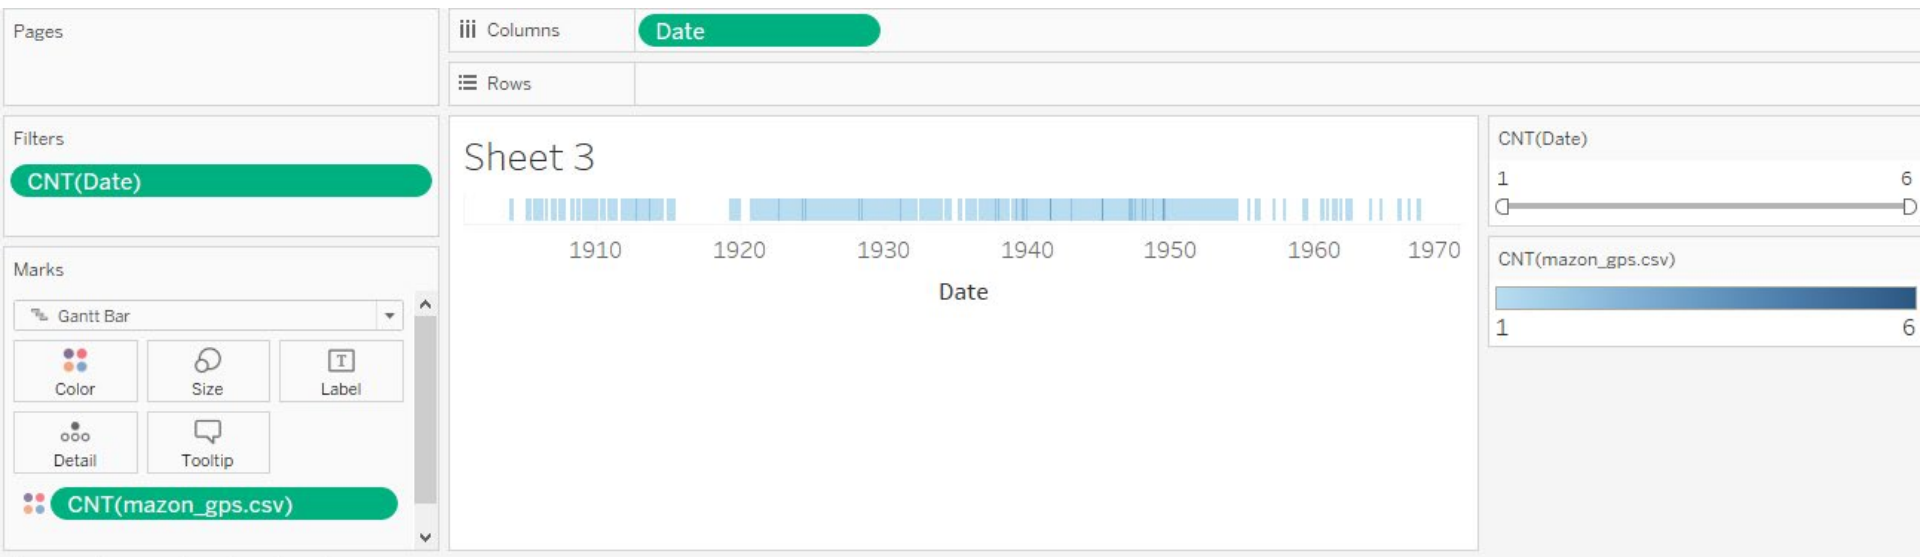 Pages
Columns
Date
Rows
Filters
CNT(Date)
Marks
Gantt Bar
Color
Size
T
Label
Detail
Tooltip
CNT(mazon_gps.csv)
Sheet 3
1910 1920 1930 1940 1950 1960 1970
Date
CNT(Date)
1 6
CNT(mazon_gps.csv)
1 6